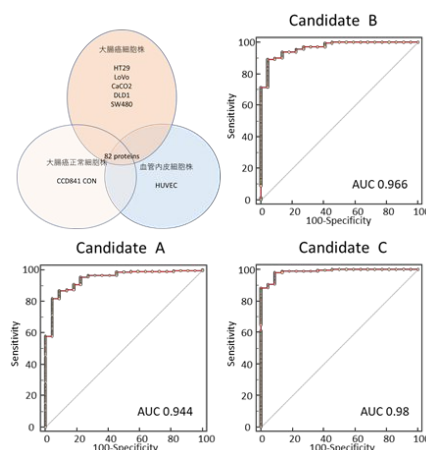 大腸癌細胞株
HT29
LoVo
CaCO2
DLD1
SW480
82 proteins
大腸癌正常細胞株
CCD841 CON
血管內皮細胞株
HUVEC
Candidate B
Sensitivity
100
80
60
40
20
0
AUC 0.966
0 20 40 60 80 100
100-Specificity
Candidate A
Sensitivity
100
80
60
40
20
0
AUC 0.944
0 20 40 60 80 100
100-Specificity
Candidate C
Sensitivity
100
80
60
40
20
0
AUC 0.98
0 20 40 60 80 100
100-Specificity